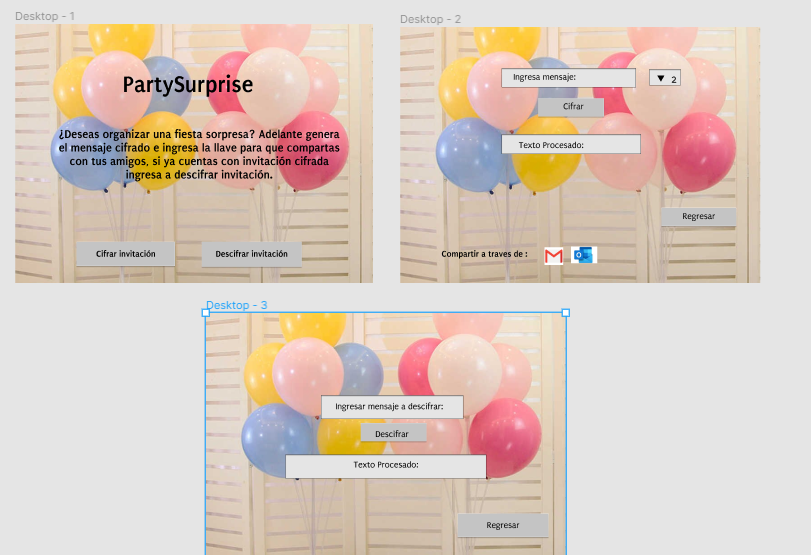 Desktop - 1
PartySurprise
¿Deseas organizar una fiesta sorpresa? Adelante genera
el mensaje cifrado e ingresa la llave para que compartas
con tus amigos, si ya cuentas con invitación cifrada
ingresa a descifrar invitación.
Cifrar invitación
Descifrar invitación
Desktop - 2
Ingresa mensaje:
▼ 2
Cifrar
Texto Procesado:
Regresar
Compartir a traves de :
Desktop - 3
Ingresar mensaje a descifrar:
Descifrar
Texto Procesado:
Regresar